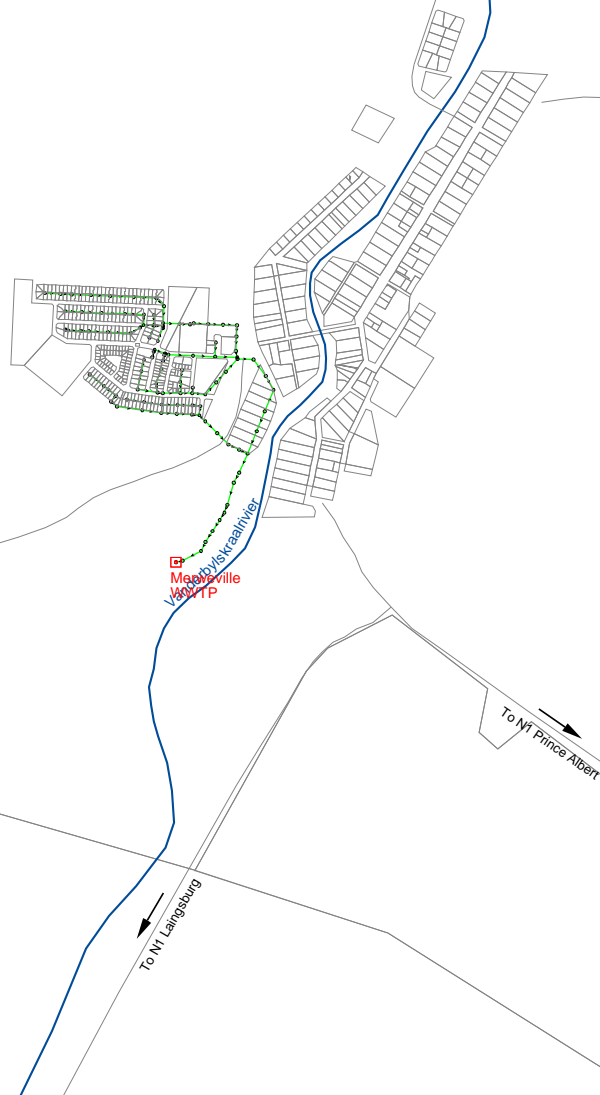 Vanderbylskraalrivier
Merweville
WWTP
To N1 Prince Albert
To N1 Laingsburg